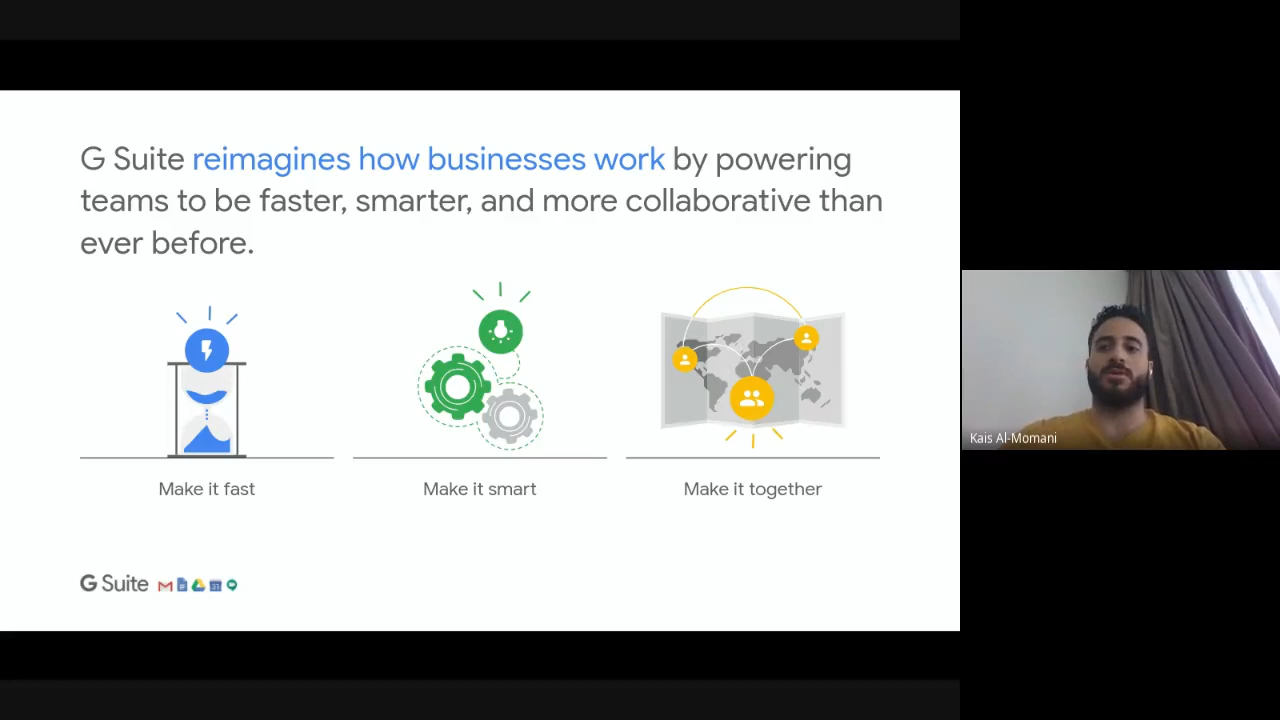 G Suite reimagines how businesses work by powering
teams to be faster, smarter, and more collaborative than
ever before.
Make it fast
Make it smart
Make it together
G Suite
31
Kais Al-Momani